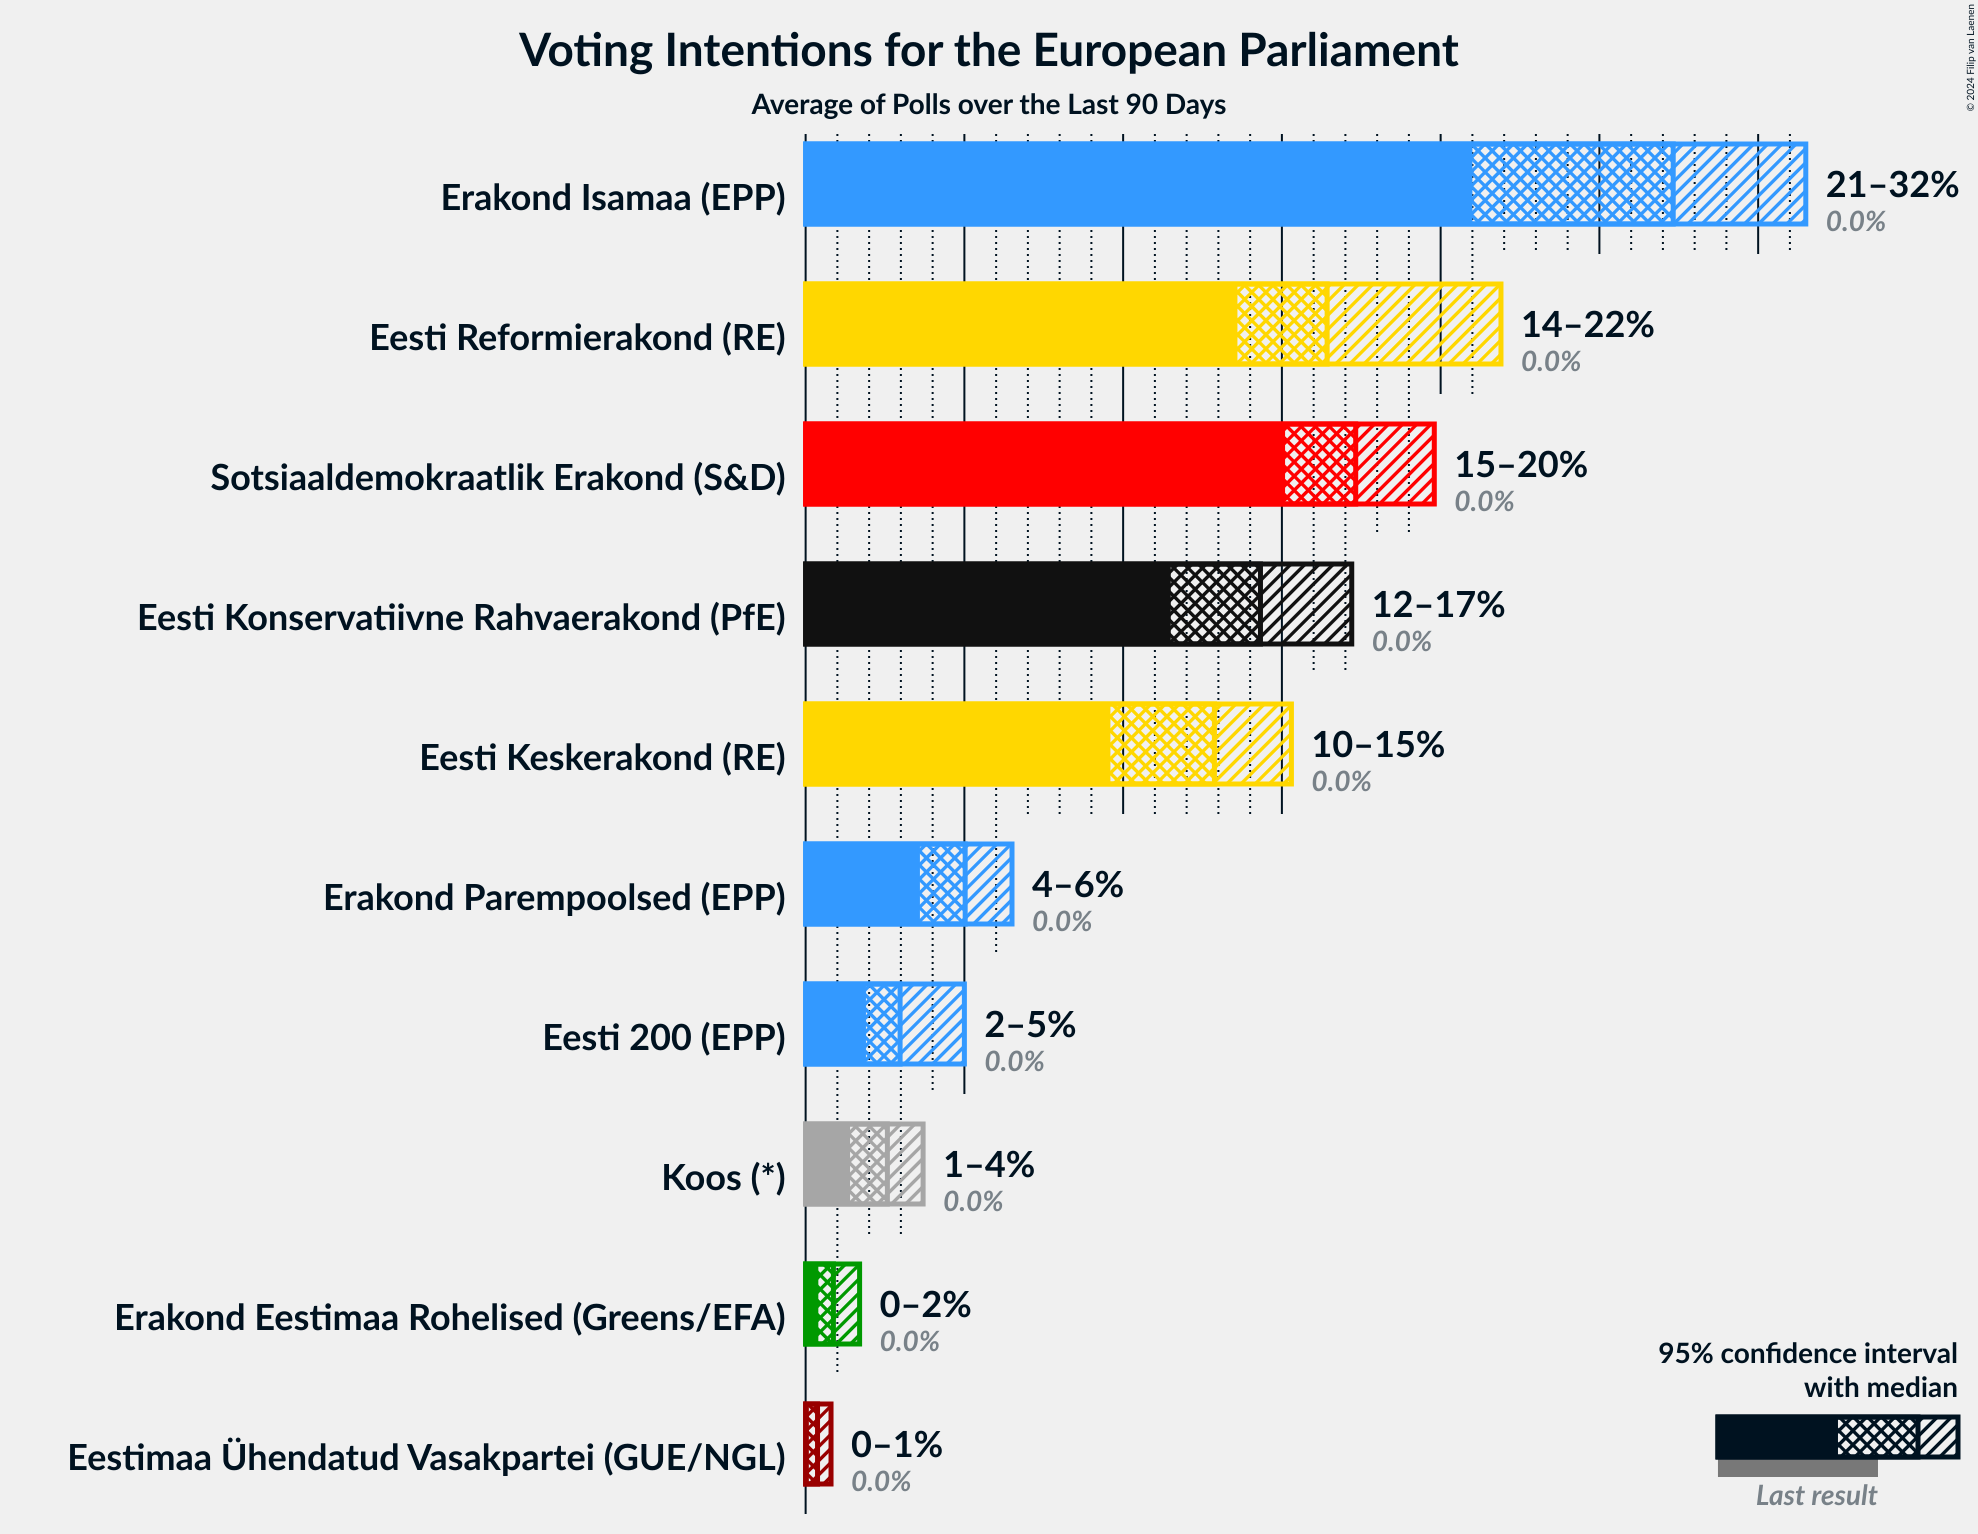 Voting Intentions for the European Parliament
Average of Polls over the Last 90 Days
© 2024 Filip van Laenen
Erakond Isamaa (EPP)
21–32%
0.0%
Eesti Reformierakond (RE)
14–22%
0.0%
Sotsiaaldemokraatlik Erakond (S&D)
15–20%
0.0%
Eesti Konservatiivne Rahvaerakond (PfE)
12–17%
0.0%
Eesti Keskerakond (RE)
10–15%
0.0%
Erakond Parempoolsed (EPP)
4–6%
0.0%
Eesti 200 (EPP)
2–5%
0.0%
Koos (*)
1–4%
0.0%
Erakond Eestimaa Rohelised (Greens/EFA)
0–2%
0.0%
Eestimaa Ühendatud Vasakpartei (GUE/NGL)
0–1%
0.0%
95% confidence interval
with median
Last result